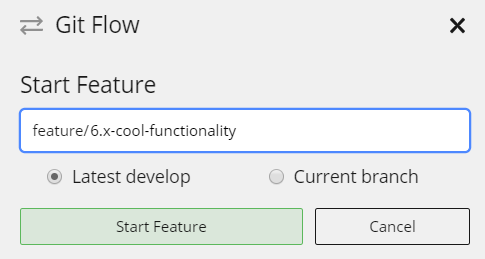 Git Flow
Start Feature
feature/6.x-cool-functionality
Latest develop Current branch
Start Feature Cancel